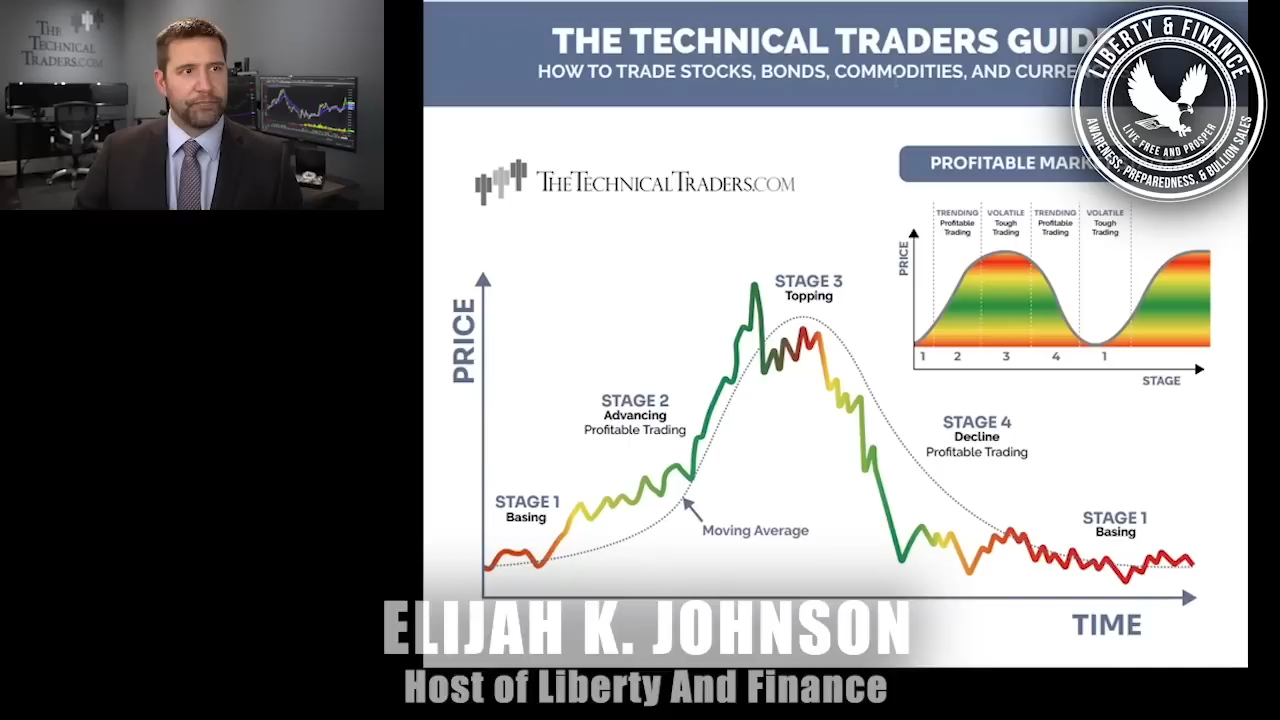 THE
TECHNICAL
TRADERS.COM
THE TECHNICAL TRADERS
HOW TO TRADE STOCKS, BONDS, COMMODITIES, AND
LIBERTY & FINANCE
LIVE FREE AND PROSPER
AWARENESS, PREPAREDNESS, & BULLION SALES
THETECHNICALTRADERS.COM
PROFITABLE
TRENDING
Profitable
Trading
VOLATILE
Tough
Trading
TRENDING
Profitable
Trading
VOLATILE
Tough
Trading
PRICE
1 2 3 4 1
STAGE
PRICE
STAGE 3
Topping
STAGE 2
Advancing
Profitable Trading
STAGE 4
Decline
Profitable Trading
STAGE 1
Basing
Moving Average
STAGE 1
Basing
TIME
ELIJAH K. JOHNSON
Host of Liberty And Finance